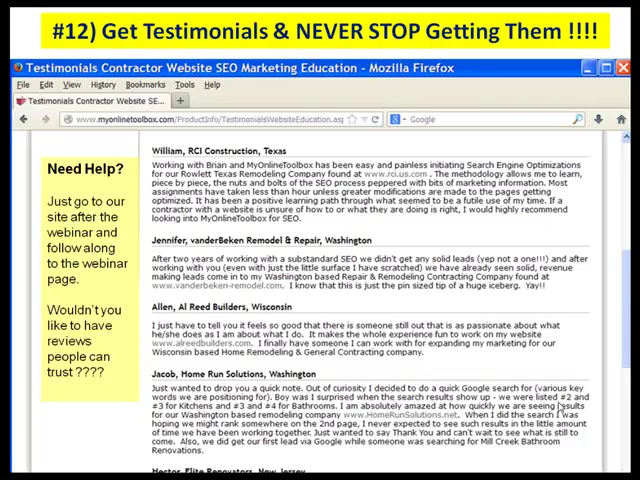 #12) Get Testimonials & NEVER STOP Getting Them !!!!
Testimonials Contractor Website SEO Marketing Education - Mozilla Firefox
File Edit View History Bookmarks Tools Help
Testimonials Contractor Website SE...
www.myonlinetoolbox.com/ProductInfo/TestimonialsWebsiteEducation.asp
Google
Need Help?
Just go to our
site after the
webinar and
follow along
to the webinar
page.
Wouldn't you
like to have
reviews
people can
trust ????
William, RCI Construction, Texas
Working with Brian and MyOnlineToolbox has been easy and painless initiating Search Engine Optimizations
for our Rowlett Texas Remodeling Company found at www.rci.us.com . The methodology allows me to learn,
piece by piece, the nuts and bolts of the SEO process peppered with bits of marketing information. Most
assignments have taken less than hour unless greater modifications are made to the pages getting
optimized. It has been a positive learning path through what seemed to be a futile use of my time. If a
contractor with a website is unsure of how to or what they are doing is right, I would highly recommend
looking into MyOnlineToolbox for SEO.
Jennifer, vanderBeken Remodel & Repair, Washington
After two years of working with a substandard SEO we didn't get any solid leads (yep not a one!!!) and after
working with you (even with just the little surface I have scratched) we have already seen solid, revenue
making leads come in to my Washington based Repair & Remodeling Contracting Company found at
www.vanderbeken-remodel.com. I know that this is just the pin sized tip of a huge iceberg. Yay!!
Allen, Al Reed Builders, Wisconsin
I just have to tell you it feels so good that there is someone still out that is as passionate about what
he/she does as I am about what I do. It makes the whole experience fun to work on my website
www.alreedbuilders.com. I finally have someone I can work with for expanding my marketing for our
Wisconsin based Home Remodeling & General Contracting company.
Jacob, Home Run Solutions, Washington
Just wanted to drop you a quick note. Out of curiosity I decided to do a quick Google search for (various key
words we are positioning for). Boy was I surprised when the search results show up - we were listed #2 and
#3 for Kitchens and #3 and #4 for Bathrooms. I am absolutely amazed at how quickly we are seeing results
for our Washington based remodeling company www.HomeRunSolutions.net. When I did the search I was
hoping we might rank somewhere on the 2nd page, I never expected to see such results in the little amount
of time we have been working together. Just wanted to say Thank You and can't wait to see what is still to
come. Also, we did get our first lead via Google while someone was searching for Mill Creek Bathroom
Renovations.
Hector, Elite Renovators, New Jersey